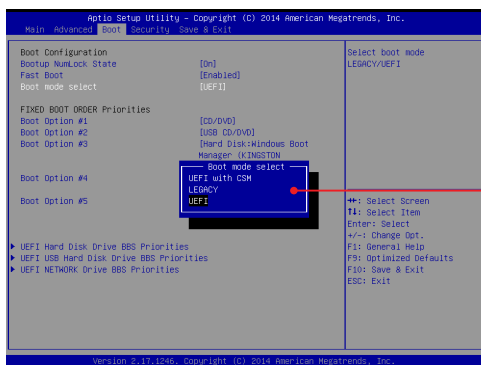 Aptio Setup Utility – Copyright (C) 2014 American Megatrends, Inc.
Main Advanced Boot Security Save & Exit
Boot Configuration
Bootup NumLock State [On]
Fast Boot [Enabled]
Boot mode select [UEFI]
FIXED BOOT ORDER Priorities
Boot Option #1 [CD/DVD]
Boot Option #2 [USB CD/DVD]
Boot Option #3 [Hard Disk:Windows Boot
Manager (KINGSTON
Boot Option #4
Boot Option #5
Boot mode select
UEFI with CSM
LEGACY
UEFI
UEFI Hard Disk Drive BBS Priorities
UEFI USB Hard Disk Drive BBS Priorities
UEFI NETWORK Drive BBS Priorities
Select boot mode
LEGACY/UEFI
→←: Select Screen
↑↓: Select Item
Enter: Select
+/-: Change Opt.
F1: General Help
F9: Optimized Defaults
F10: Save & Exit
ESC: Exit
Version 2.17.1246. Copyright (C) 2014 American Megatrends, Inc.